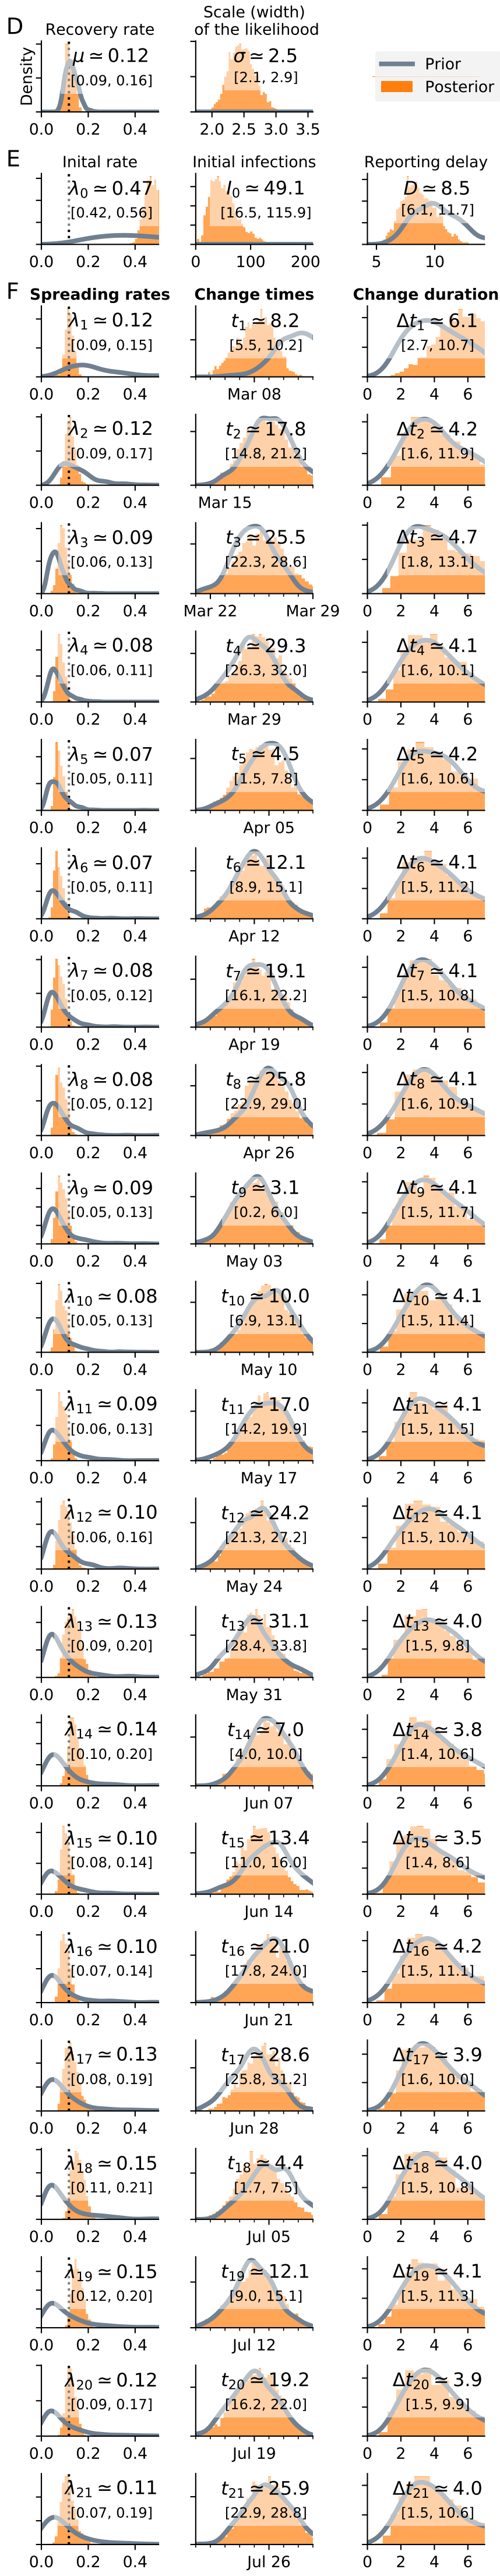 D
Recovery rate
Scale (width)
of the likelihood
Density
μ ≃ 0.12
[0.09, 0.16]
0.0 0.2 0.4
σ ≃ 2.5
[2.1, 2.9]
2.0 2.5 3.0 3.5
Prior
Posterior
E
Inital rate
Initial infections
Reporting delay
λ0 ≃ 0.47
[0.42, 0.56]
0.0 0.2 0.4
I0 ≃ 49.1
[16.5, 115.9]
0 100 200
D ≃ 8.5
[6.1, 11.7]
5 10
F
Spreading rates
Change times
Change duration
λ1 ≃ 0.12
[0.09, 0.15]
0.0 0.2 0.4
t1 ≃ 8.2
[5.5, 10.2]
Mar 08
Δt1 ≃ 6.1
[2.7, 10.7]
0 2 4 6
λ2 ≃ 0.12
[0.09, 0.17]
0.0 0.2 0.4
t2 ≃ 17.8
[14.8, 21.2]
Mar 15
Δt2 ≃ 4.2
[1.6, 11.9]
0 2 4 6
λ3 ≃ 0.09
[0.06, 0.13]
0.0 0.2 0.4
t3 ≃ 25.5
[22.3, 28.6]
Mar 22 Mar 29
Δt3 ≃ 4.7
[1.8, 13.1]
0 2 4 6
λ4 ≃ 0.08
[0.06, 0.11]
0.0 0.2 0.4
t4 ≃ 29.3
[26.3, 32.0]
Mar 29
Δt4 ≃ 4.1
[1.6, 10.1]
0 2 4 6
λ5 ≃ 0.07
[0.05, 0.11]
0.0 0.2 0.4
t5 ≃ 4.5
[1.5, 7.8]
Apr 05
Δt5 ≃ 4.2
[1.6, 10.6]
0 2 4 6
λ6 ≃ 0.07
[0.05, 0.11]
0.0 0.2 0.4
t6 ≃ 12.1
[8.9, 15.1]
Apr 12
Δt6 ≃ 4.1
[1.5, 11.2]
0 2 4 6
λ7 ≃ 0.08
[0.05, 0.12]
0.0 0.2 0.4
t7 ≃ 19.1
[16.1, 22.2]
Apr 19
Δt7 ≃ 4.1
[1.5, 10.8]
0 2 4 6
λ8 ≃ 0.08
[0.05, 0.12]
0.0 0.2 0.4
t8 ≃ 25.8
[22.9, 29.0]
Apr 26
Δt8 ≃ 4.1
[1.6, 10.9]
0 2 4 6
λ9 ≃ 0.09
[0.05, 0.13]
0.0 0.2 0.4
t9 ≃ 3.1
[0.2, 6.0]
May 03
Δt9 ≃ 4.1
[1.5, 11.7]
0 2 4 6
λ10 ≃ 0.08
[0.05, 0.13]
0.0 0.2 0.4
t10 ≃ 10.0
[6.9, 13.1]
May 10
Δt10 ≃ 4.1
[1.5, 11.4]
0 2 4 6
λ11 ≃ 0.09
[0.06, 0.13]
0.0 0.2 0.4
t11 ≃ 17.0
[14.2, 19.9]
May 17
Δt11 ≃ 4.1
[1.5, 11.5]
0 2 4 6
λ12 ≃ 0.10
[0.06, 0.16]
0.0 0.2 0.4
t12 ≃ 24.2
[21.3, 27.2]
May 24
Δt12 ≃ 4.1
[1.5, 10.7]
0 2 4 6
λ13 ≃ 0.13
[0.09, 0.20]
0.0 0.2 0.4
t13 ≃ 31.1
[28.4, 33.8]
May 31
Δt13 ≃ 4.0
[1.5, 9.8]
0 2 4 6
λ14 ≃ 0.14
[0.10, 0.20]
0.0 0.2 0.4
t14 ≃ 7.0
[4.0, 10.0]
Jun 07
Δt14 ≃ 3.8
[1.4, 10.6]
0 2 4 6
λ15 ≃ 0.10
[0.08, 0.14]
0.0 0.2 0.4
t15 ≃ 13.4
[11.0, 16.0]
Jun 14
Δt15 ≃ 3.5
[1.4, 8.6]
0 2 4 6
λ16 ≃ 0.10
[0.07, 0.14]
0.0 0.2 0.4
t16 ≃ 21.0
[17.8, 24.0]
Jun 21
Δt16 ≃ 4.2
[1.5, 11.1]
0 2 4 6
λ17 ≃ 0.13
[0.08, 0.19]
0.0 0.2 0.4
t17 ≃ 28.6
[25.8, 31.2]
Jun 28
Δt17 ≃ 3.9
[1.6, 10.0]
0 2 4 6
λ18 ≃ 0.15
[0.11, 0.21]
0.0 0.2 0.4
t18 ≃ 4.4
[1.7, 7.5]
Jul 05
Δt18 ≃ 4.0
[1.5, 10.8]
0 2 4 6
λ19 ≃ 0.15
[0.12, 0.20]
0.0 0.2 0.4
t19 ≃ 12.1
[9.0, 15.1]
Jul 12
Δt19 ≃ 4.1
[1.5, 11.3]
0 2 4 6
λ20 ≃ 0.12
[0.09, 0.17]
0.0 0.2 0.4
t20 ≃ 19.2
[16.2, 22.0]
Jul 19
Δt20 ≃ 3.9
[1.5, 9.9]
0 2 4 6
λ21 ≃ 0.11
[0.07, 0.19]
0.0 0.2 0.4
t21 ≃ 25.9
[22.9, 28.8]
Jul 26
Δt21 ≃ 4.0
[1.5, 10.6]
0 2 4 6